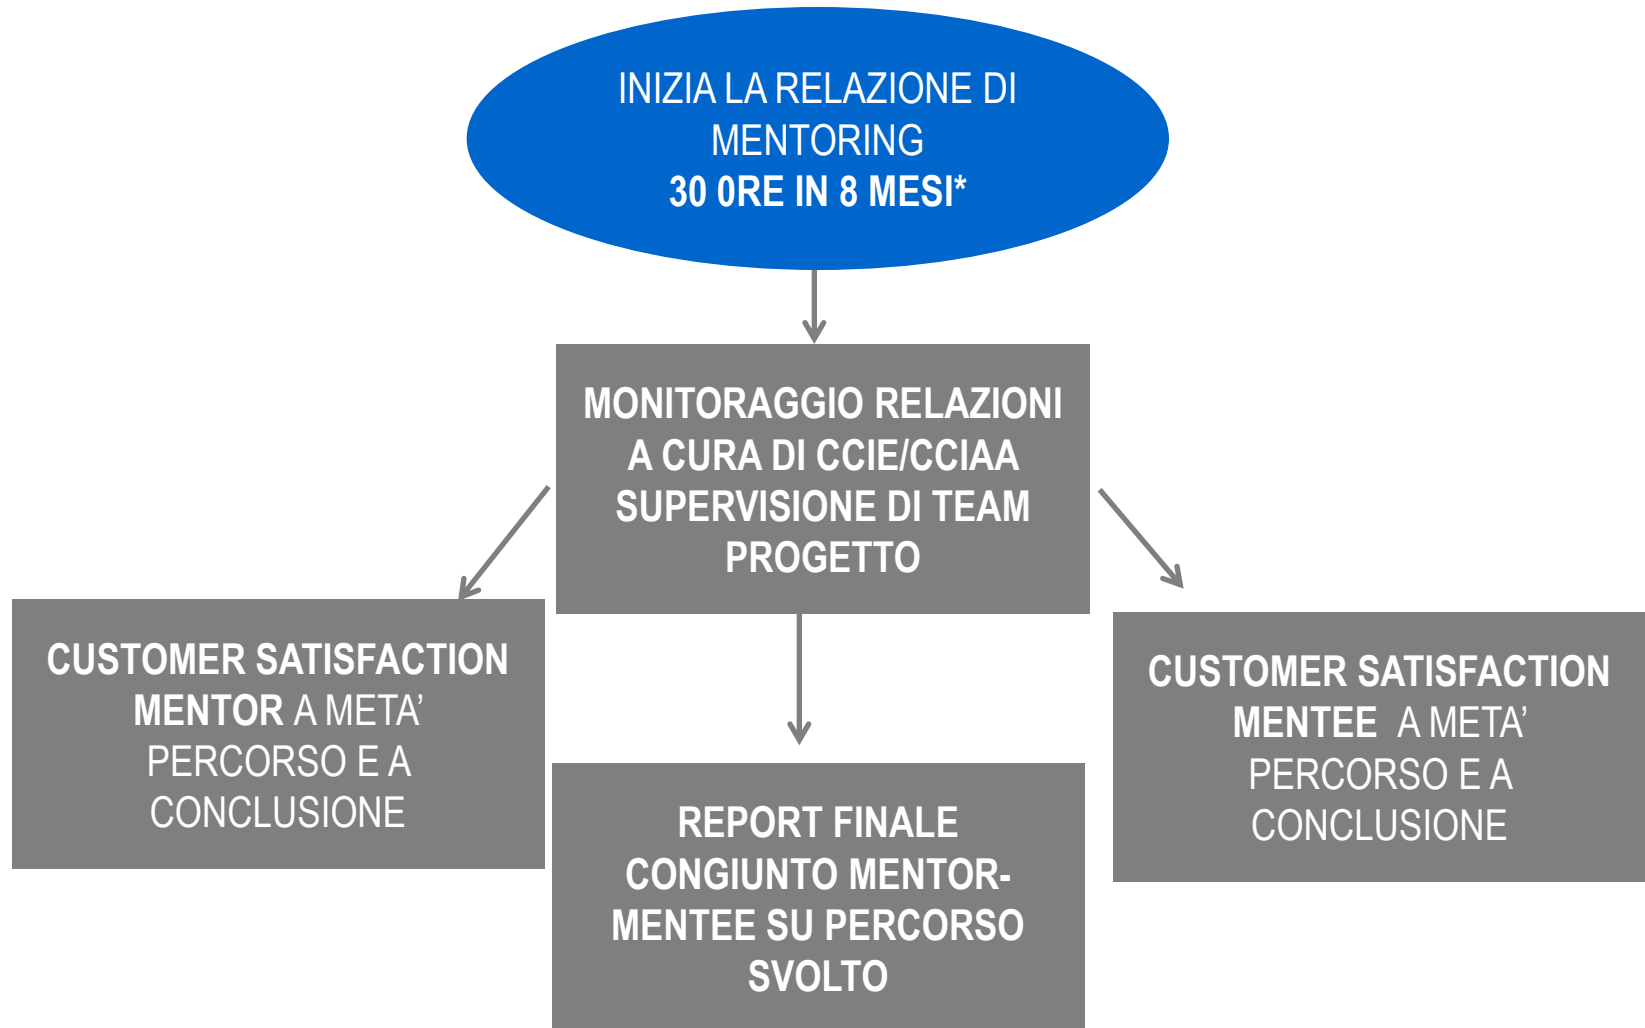 INIZIA LA RELAZIONE DI
MENTORING
30 0RE IN 8 MESI*
MONITORAGGIO RELAZIONI
A CURA DI CCIE/CCIAA
SUPERVISIONE DI TEAM
PROGETTO
CUSTOMER SATISFACTION
MENTOR A META’
PERCORSO E A
CONCLUSIONE
CUSTOMER SATISFACTION
MENTEE A META’
PERCORSO E A
CONCLUSIONE
REPORT FINALE
CONGIUNTO MENTOR-
MENTEE SU PERCORSO
SVOLTO